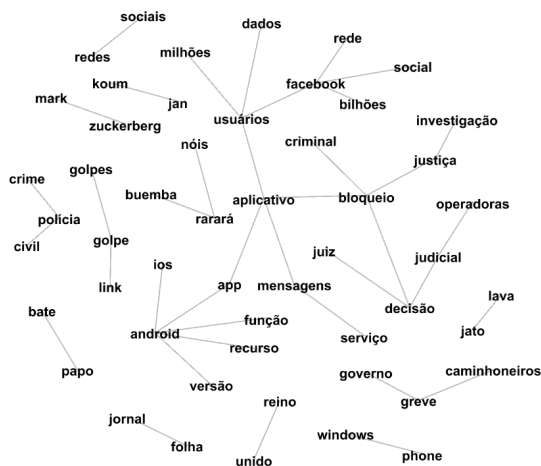 sociais
dados
rede
milhões
redes
social
koum
facebook
mark
jan
bilhões
usuários
investigação
zuckerberg
nóis
criminal
justiça
golpes
crime
buemba
aplicativo
bloqueio
operadoras
polícia
rarará
civil
golpe
juiz
judicial
ios
link
app
mensagens
lava
bate
decisão
função
jato
android
serviço
recurso
papo
governo
caminhoneiros
versão
reino
greve
jornal
windows
folha
phone
unido